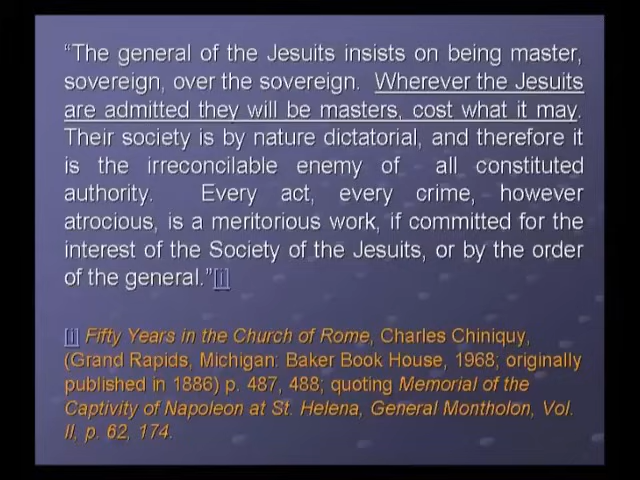 “The general of the Jesuits insists on being master,
sovereign, over the sovereign. Wherever the Jesuits
are admitted they will be masters, cost what it may.
Their society is by nature dictatorial, and therefore it
is the irreconcilable enemy of all constituted
authority. Every act, every crime, however
atrocious, is a meritorious work, if committed for the
interest of the Society of the Jesuits, or by the order
of the general.”[i]
[i] Fifty Years in the Church of Rome, Charles Chiniquy,
(Grand Rapids, Michigan: Baker Book House, 1968; originally
published in 1886) p. 487, 488; quoting Memorial of the
Captivity of Napoleon at St. Helena, General Montholon, Vol.
II, p. 62, 174.